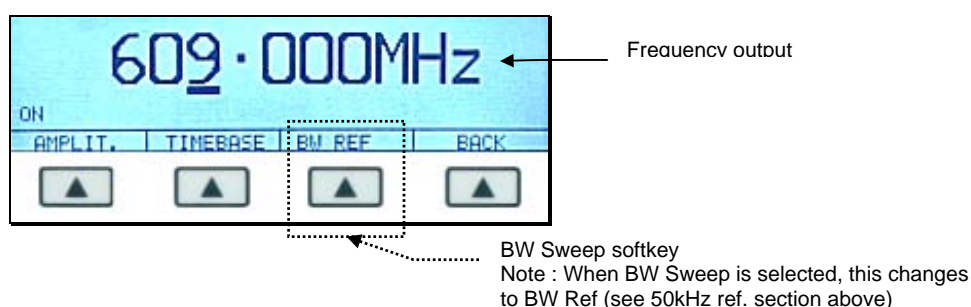 609·000MHz
Frequency output
ON
AMPLIT. | TIMEBASE | BW REF | BACK
BW Sweep softkey
Note : When BW Sweep is selected, this changes
to BW Ref (see 50kHz ref. section above)